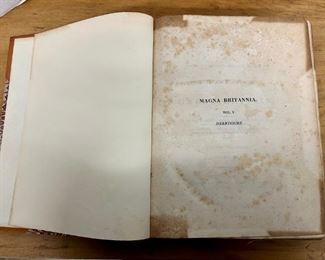 MAGNA BRITANNIA.
VOL. V
DERBYSHIRE